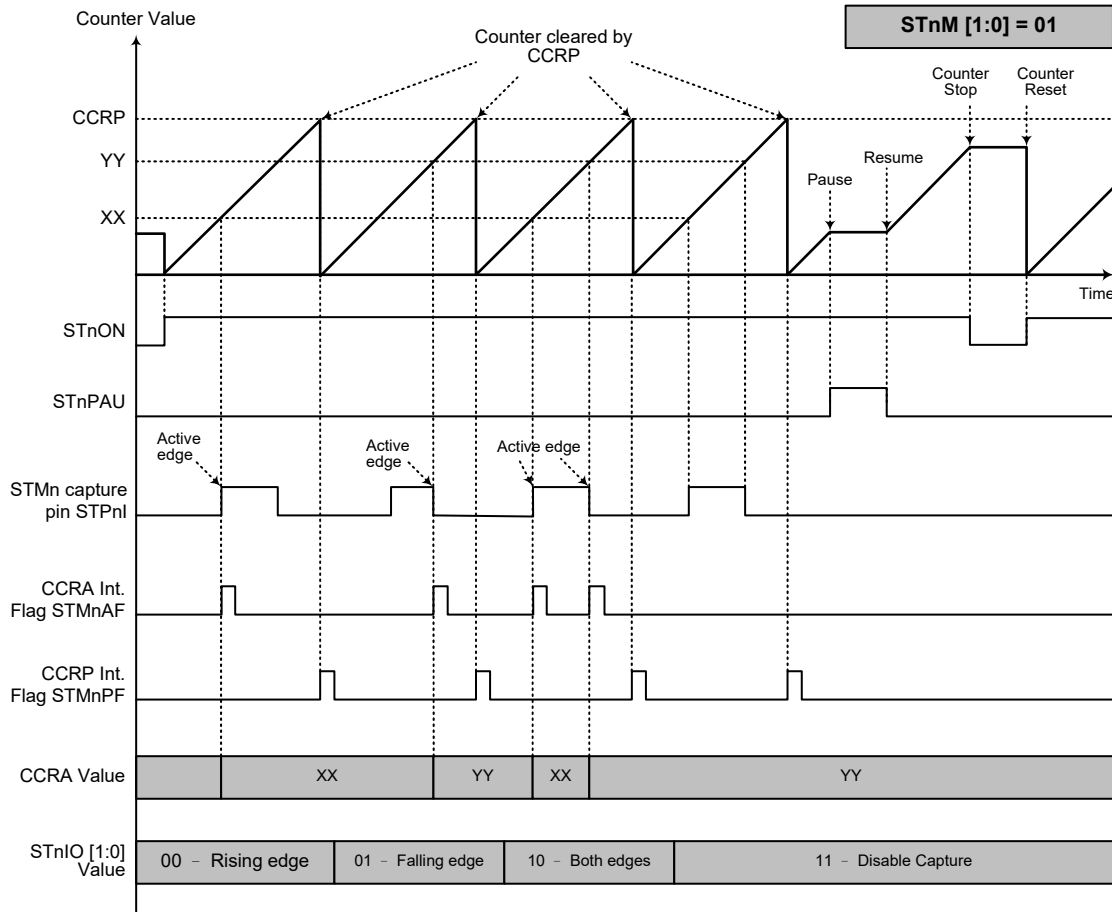 Counter Value
STnM [1:0] = 01
Counter cleared by
CCRP
Counter
Stop
Counter
Reset
CCRP
YY
XX
Pause
Resume
Time
STnON
STnPAU
Active
edge
Active
edge
Active edge
STMn capture
pin STPnI
CCRA Int.
Flag STMnAF
CCRP Int.
Flag STMnPF
CCRA Value
XX
YY
XX
YY
STnIO [1:0]
Value
00 – Rising edge
01 – Falling edge
10 – Both edges
11 – Disable Capture